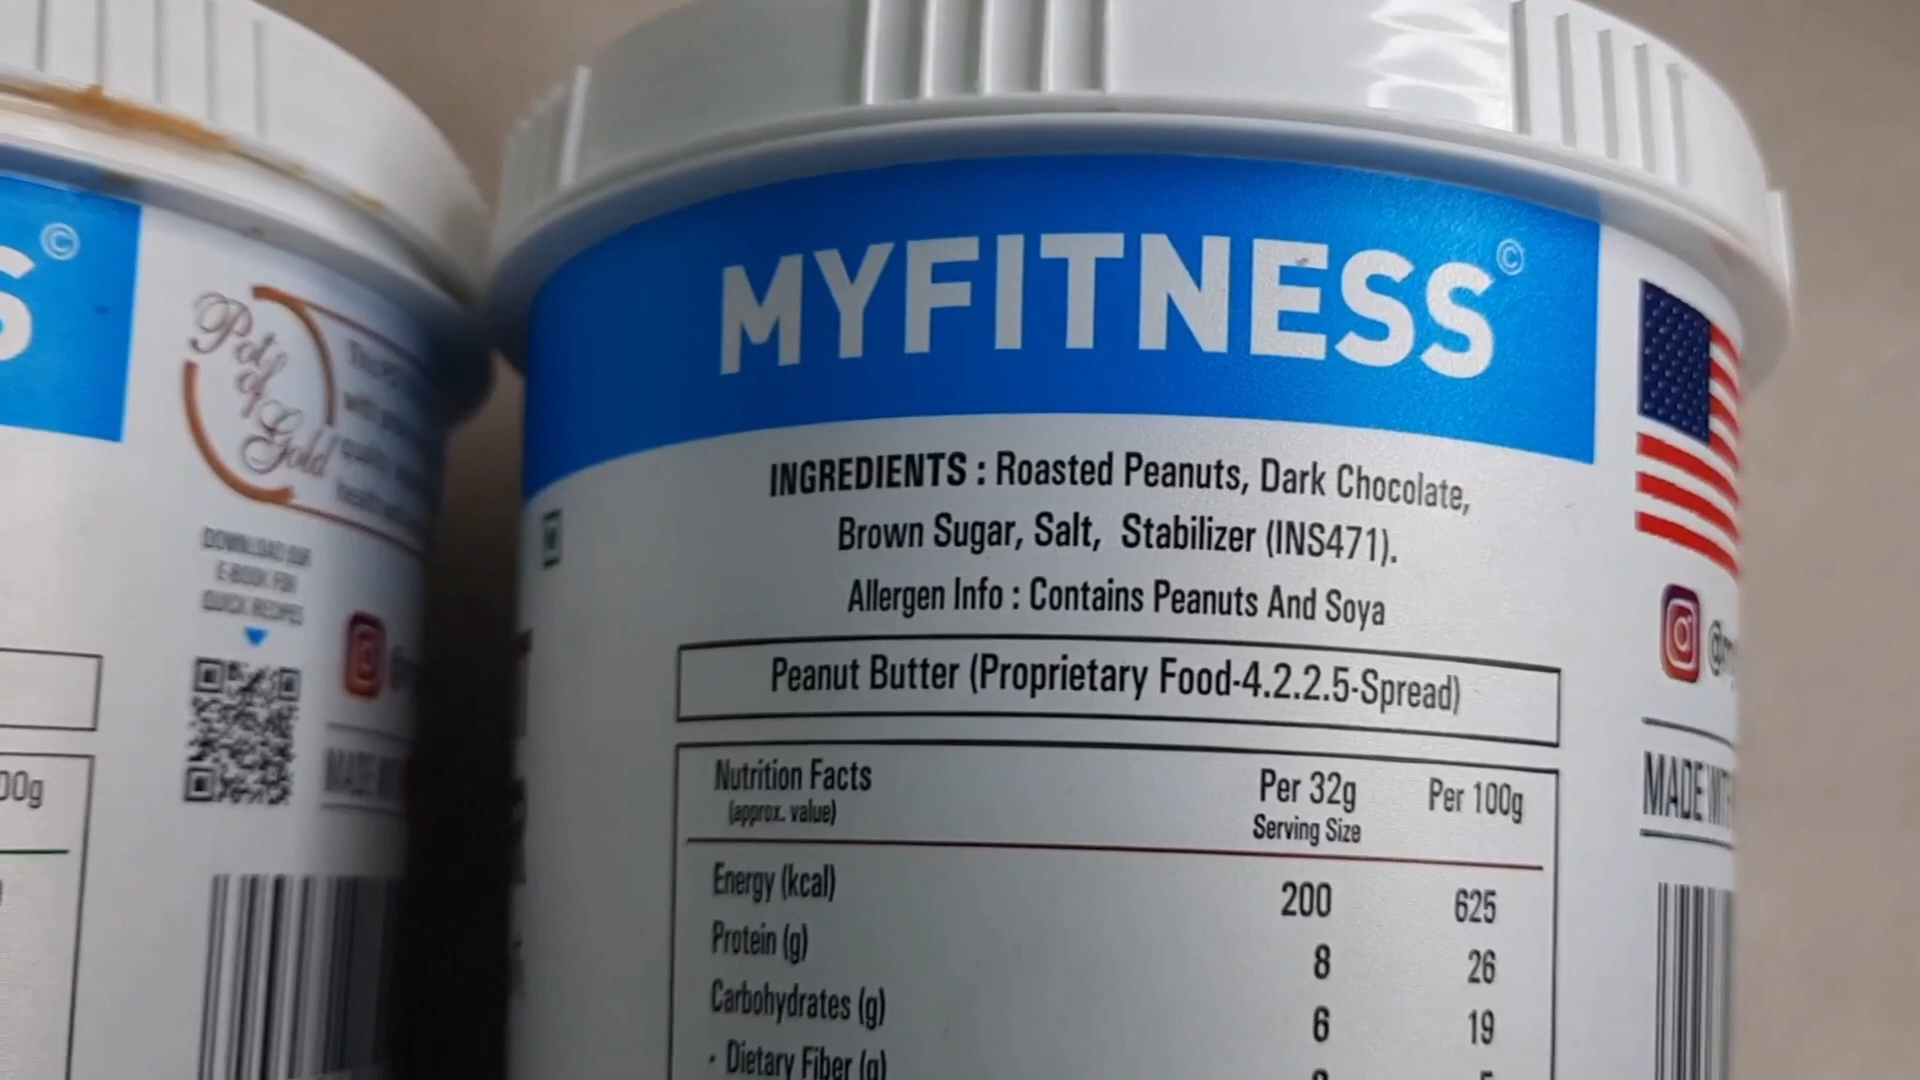 MYFITNESS©
INGREDIENTS : Roasted Peanuts, Dark Chocolate,
Brown Sugar, Salt, Stabilizer (INS471).
Allergen Info : Contains Peanuts And Soya
Peanut Butter (Proprietary Food-4.2.2.5-Spread)
Nutrition Facts Per 32g Per 100g
(approx. value) Serving Size
Energy (kcal) 200 625
Protein (g) 8 26
Carbohydrates (g) 6 19
• Dietary Fiber (g)
MADE
S©
Pot
of
Gold
DOWNLOAD OUR
E-BOOK FOR
QUICK RECIPES
00g
MADE